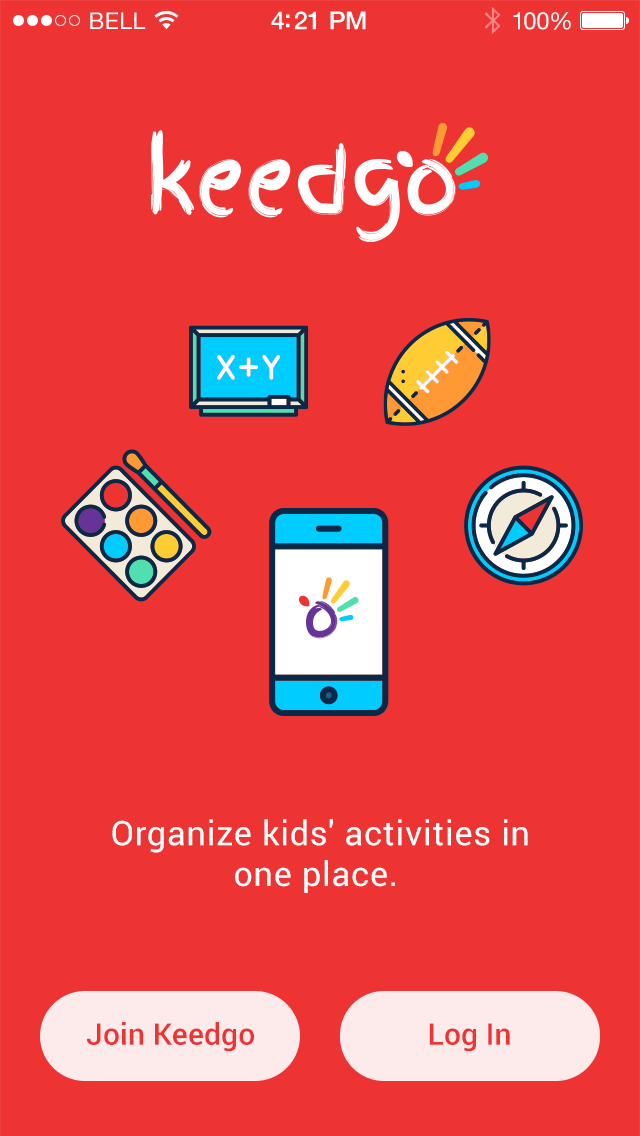 BELL 4:21 PM 100%
keedgo
X+Y
Organize kids' activities in
one place.
Join Keedgo Log In